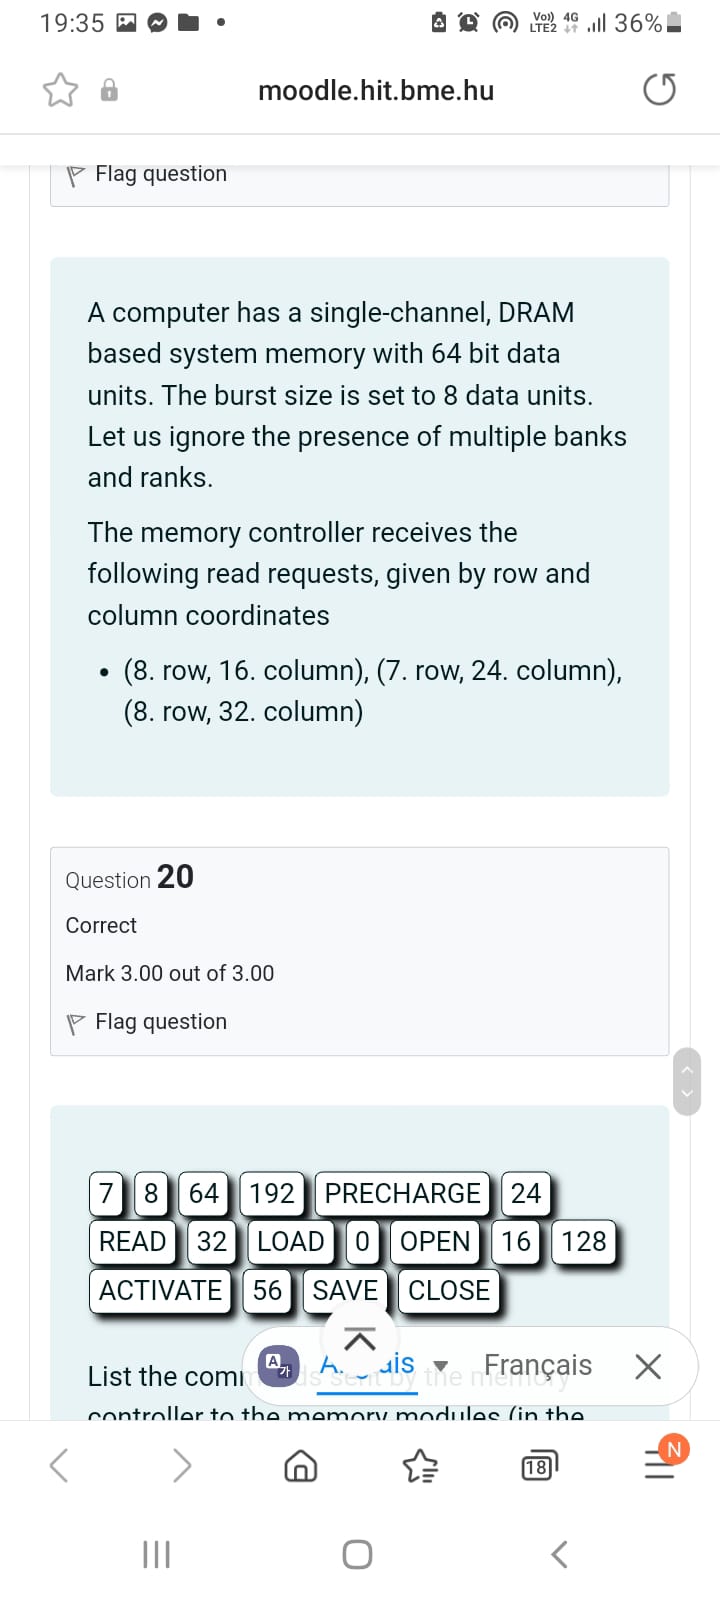 19:35
Vo)) 4G
LTE2
36%
moodle.hit.bme.hu
Flag question
A computer has a single-channel, DRAM
based system memory with 64 bit data
units. The burst size is set to 8 data units.
Let us ignore the presence of multiple banks
and ranks.
The memory controller receives the
following read requests, given by row and
column coordinates
• (8. row, 16. column), (7. row, 24. column),
(8. row, 32. column)
Question 20
Correct
Mark 3.00 out of 3.00
Flag question
7 8 64 192 PRECHARGE 24
READ 32 LOAD 0 OPEN 16 128
ACTIVATE 56 SAVE CLOSE
Français
List the sent by the memory
controller to the memory modules (in the
18
N